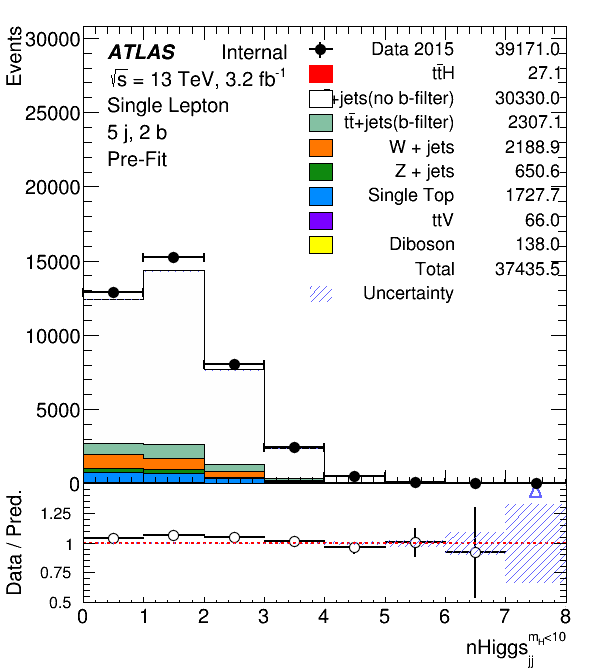 Events
30000
25000
20000
15000
10000
5000
0
ATLAS Internal
√s = 13 TeV, 3.2 fb⁻¹
Single Lepton
5 j, 2 b
Pre-Fit
Data 2015 39171.0
tt̄H 27.1
+jets(no b-filter) 30330.0
tt̄+jets(b-filter) 2307.1
W + jets 2188.9
Z + jets 650.6
Single Top 1727.7
ttV 66.0
Diboson 138.0
Total 37435.5
Uncertainty
Data / Pred.
1.25
1
0.75
0.5
0 1 2 3 4 5 6 7 8
nHiggs_jj^m_H<10